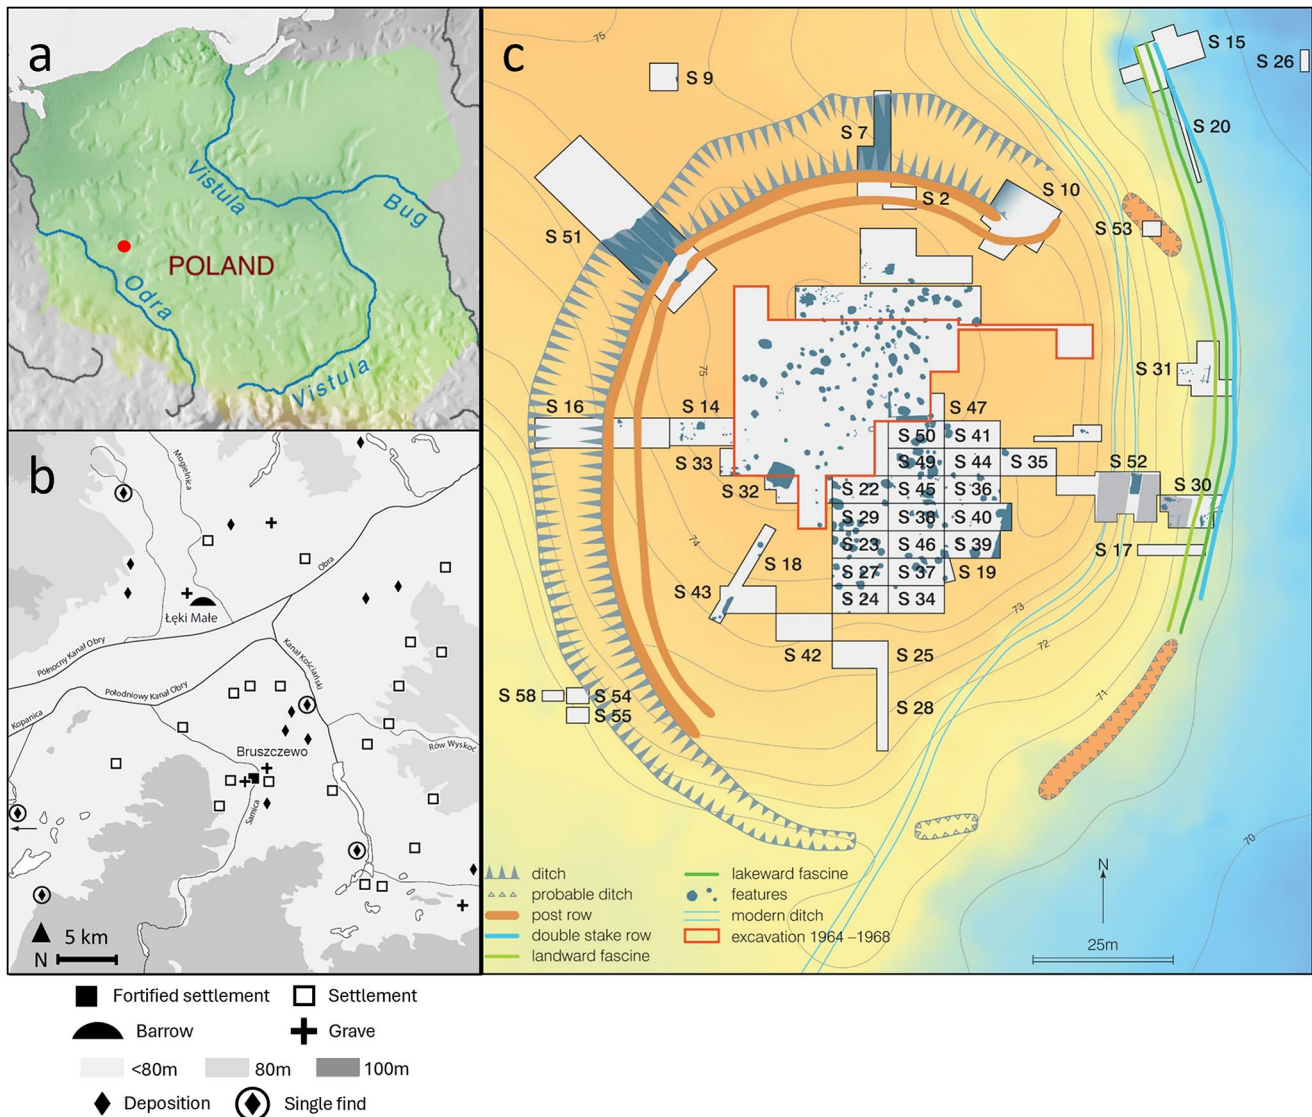 a
Vistula
Bug
POLAND
Odra
Vistula
b
Mogielnica
Obra
Łęki Małe
Północny Kanał Obry
Kanał Kościański
Południowy Kanał Obry
Kopanica
Rów Wyskoć
Bruszczewo
Samica
N
5 km
Fortified settlement
Settlement
Barrow
Grave
<80m
80m
100m
Deposition
Single find
c
75
S 9
S 15
S 26
S 7
S 20
S 10
S 2
S 53
S 51
75
S 31
S 16
S 14
S 47
S 50
S 41
S 33
S 49
S 44
S 35
S 52
S 32
S 22
S 45
S 36
S 30
S 29
S 38
S 40
74
S 23
S 46
S 39
S 17
S 18
S 27
S 37
S 19
S 43
S 24
S 34
73
S 42
S 25
72
S 58
S 54
S 55
S 28
71
70
ditch
probable ditch
post row
double stake row
landward fascine
lakeward fascine
features
modern ditch
excavation 1964 –1968
N
25m